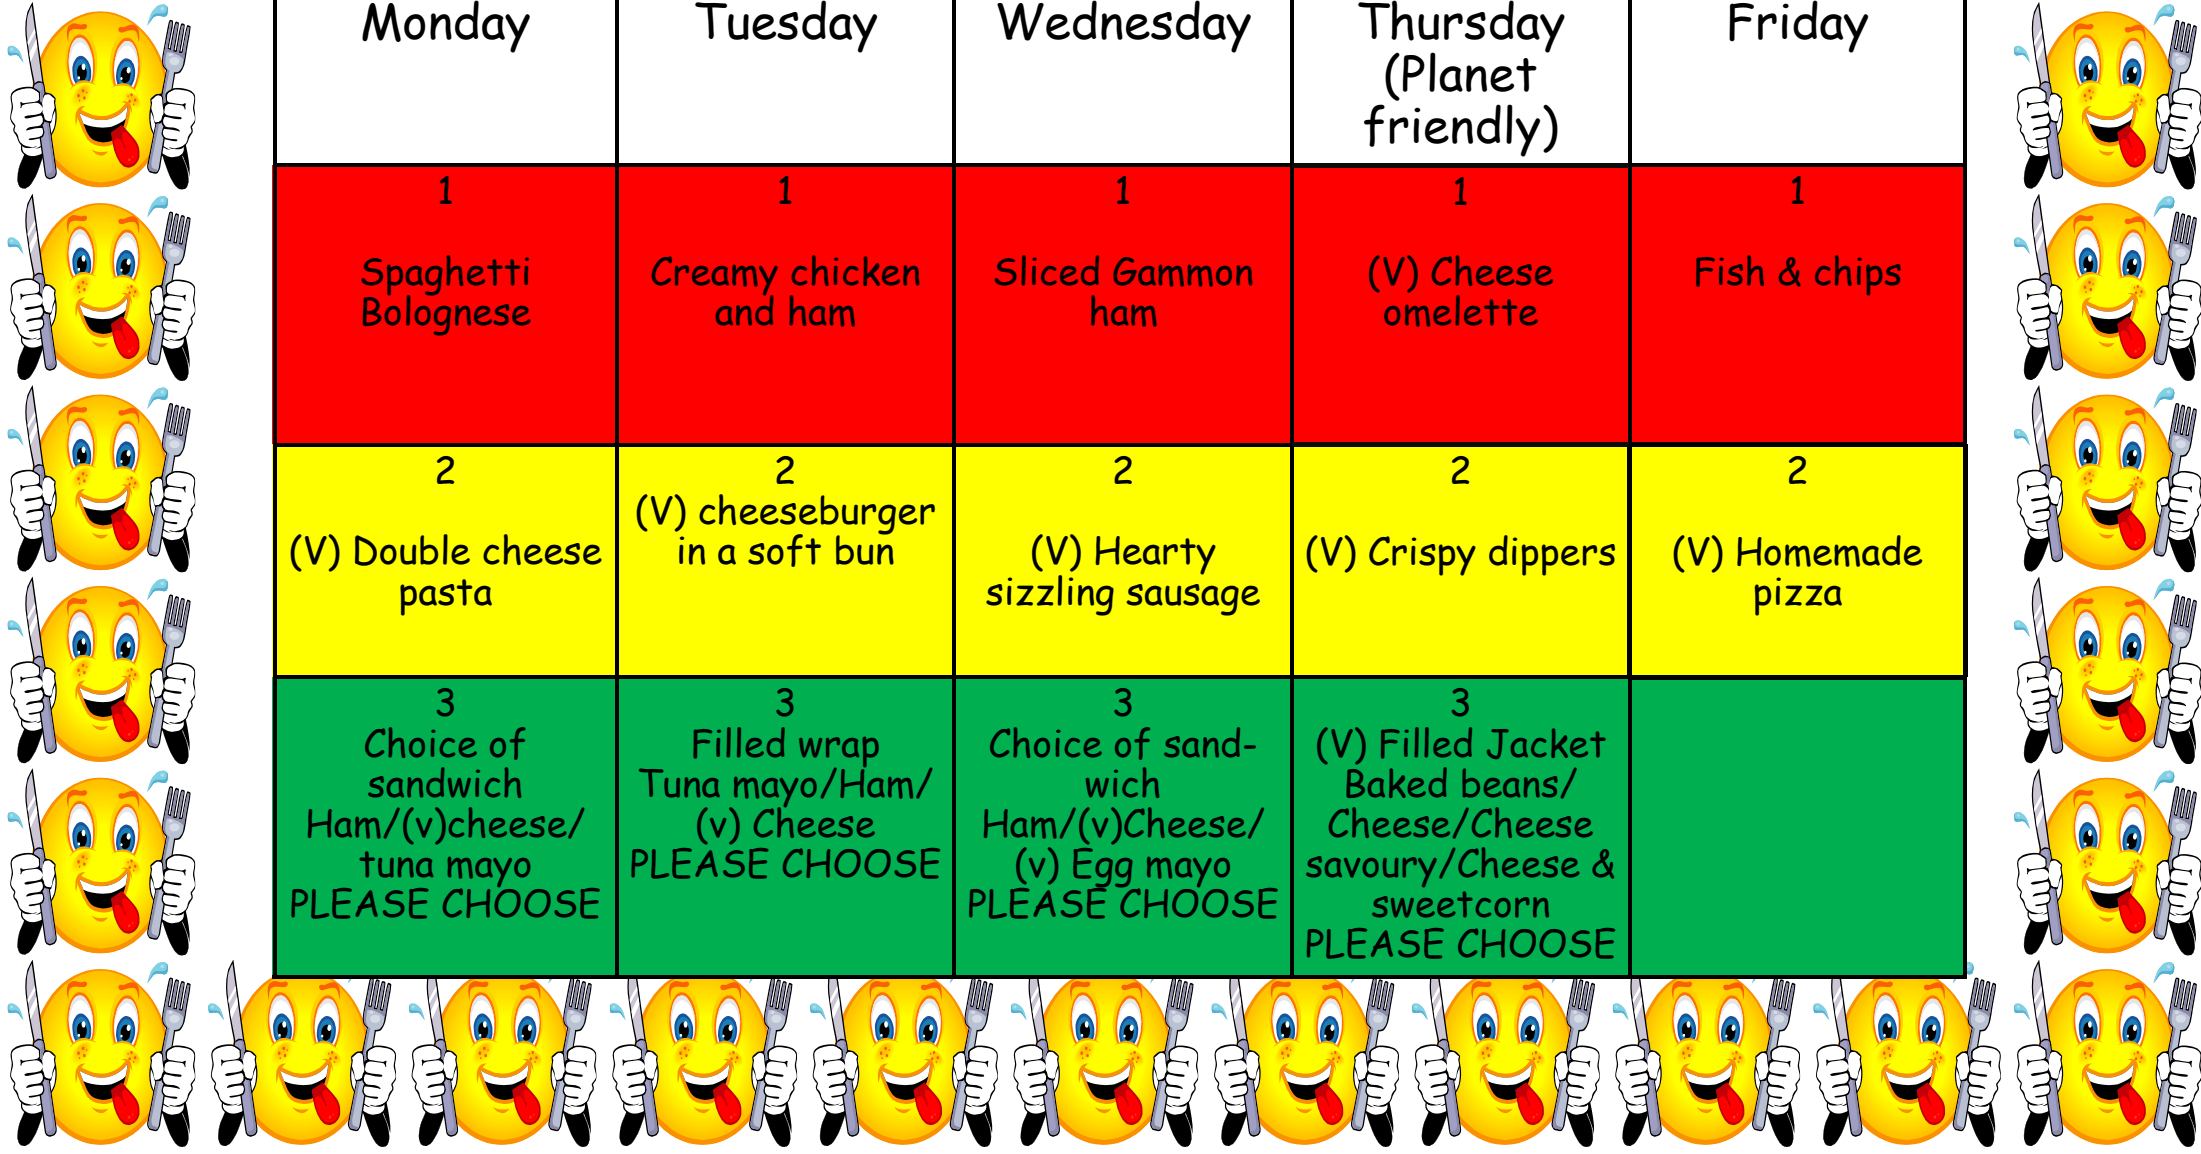 Monday
Tuesday
Wednesday
Thursday
(Planet
friendly)
Friday
1
Spaghetti
Bolognese
1
Creamy chicken
and ham
1
Sliced Gammon
ham
1
(V) Cheese
omelette
1
Fish & chips
2
(V) Double cheese
pasta
2
(V) cheeseburger
in a soft bun
2
(V) Hearty
sizzling sausage
2
(V) Crispy dippers
2
(V) Homemade
pizza
3
Choice of
sandwich
Ham/(v)cheese/
tuna mayo
PLEASE CHOOSE
3
Filled wrap
Tuna mayo/Ham/
(v) Cheese
PLEASE CHOOSE
3
Choice of sand-
wich
Ham/(v)Cheese/
(v) Egg mayo
PLEASE CHOOSE
3
(V) Filled Jacket
Baked beans/
Cheese/Cheese
savoury/Cheese &
sweetcorn
PLEASE CHOOSE